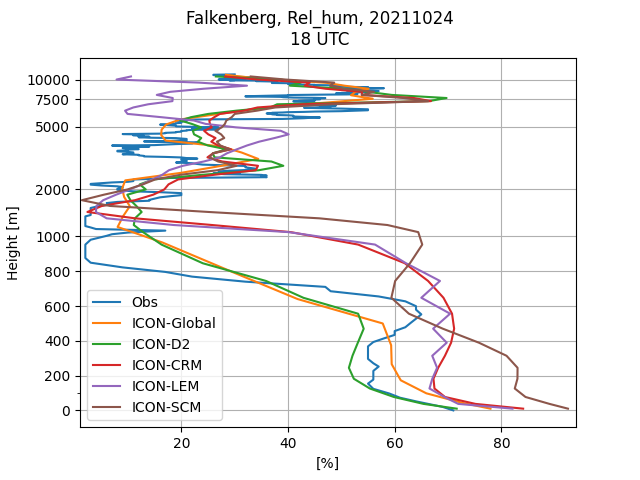 Falkenberg, Rel_hum, 20211024
18 UTC
10000
7500
5000
2000
1000
800
600
400
200
0
Height [m]
Obs
ICON-Global
ICON-D2
ICON-CRM
ICON-LEM
ICON-SCM
20
40
60
80
[%]